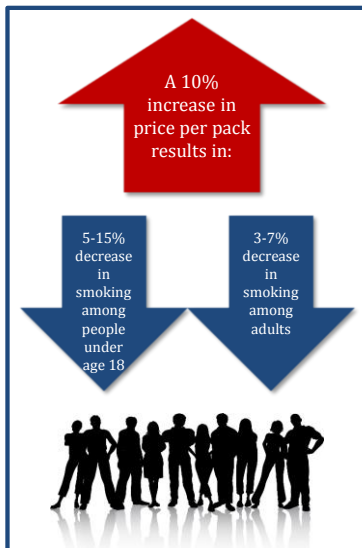 A 10%
increase in
price per pack
results in:
5-15%
decrease
in
smoking
among
people
under
age 18
3-7%
decrease
in
smoking
among
adults